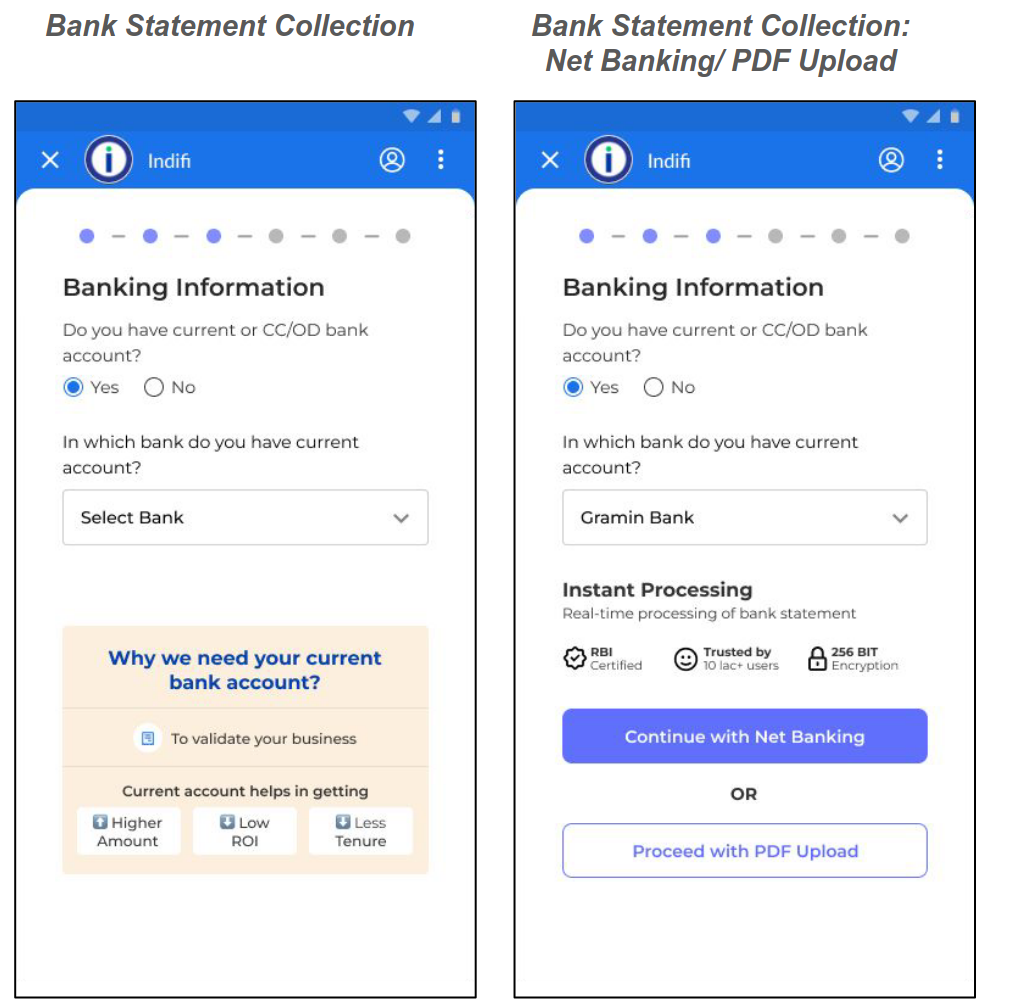 Bank Statement Collection
Indifi
Banking Information
Do you have current or CC/OD bank
account?
Yes No
In which bank do you have current
account?
Select Bank
Why we need your current
bank account?
To validate your business
Current account helps in getting
Higher
Amount
Low
ROI
Less
Tenure
Bank Statement Collection:
Net Banking/ PDF Upload
Indifi
Banking Information
Do you have current or CC/OD bank
account?
Yes No
In which bank do you have current
account?
Gramin Bank
Instant Processing
Real-time processing of bank statement
RBI
Certified
Trusted by
10 lac+ users
256 BIT
Encryption
Continue with Net Banking
OR
Proceed with PDF Upload